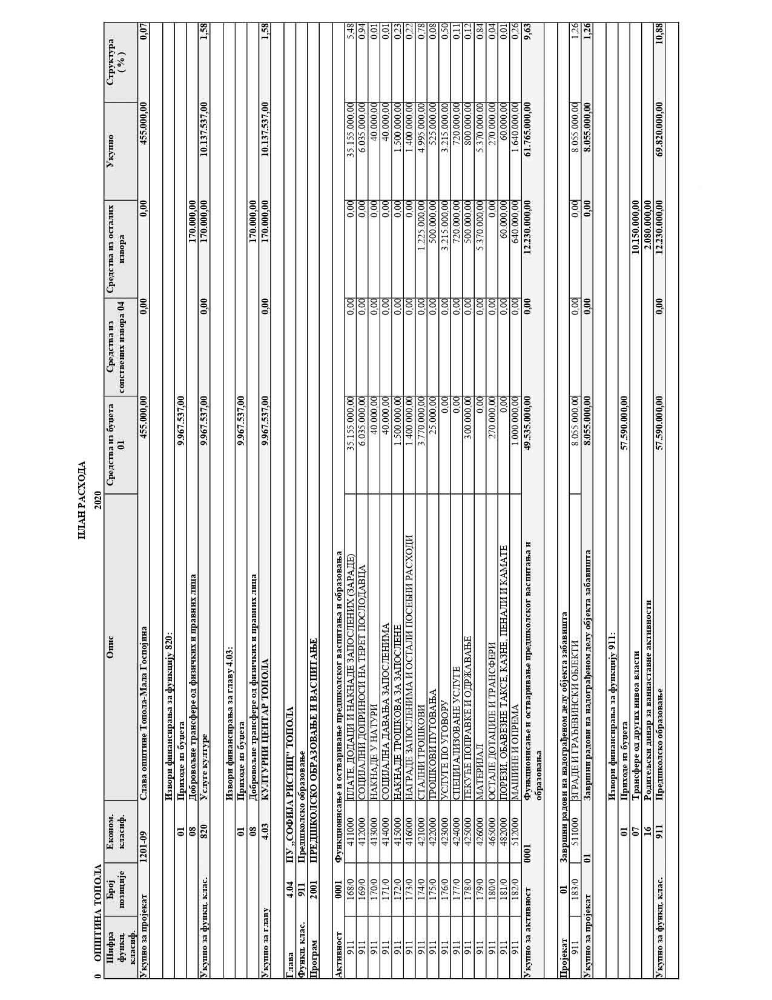 ПЛАН РАСХОДА
0 ОПШТИНА ТОПОЛА 2020
Шифра функц. класиф. Број позиције Економ. класиф. Опис Средства из буџета 01 Средства из сопствених извора 04 Средства из осталих извора Укупно Структура ( % )
Укупно за пројекат 1201-09 Слава општине Топола-Мала Госпојина 455.000,00 0,00 0,00 455.000,00 0,07
Извори финансирања за функцију 820:
01 Приходе из буџета 9.967.537,00
08 Добровољне трансфере од физичких и правних лица 170.000,00
Укупно за функц. клас. 820 Услуге културе 9.967.537,00 0,00 170.000,00 10.137.537,00 1,58
Извори финансирања за главу 4.03:
01 Приходе из буџета 9.967.537,00
08 Добровољне трансфере од физичких и правних лица 170.000,00
Укупно за главу 4.03 КУЛТУРНИ ЦЕНТАР ТОПОЛА 9.967.537,00 0,00 170.000,00 10.137.537,00 1,58
Глава 4.04 ПУ „СОФИЈА РИСТИЦ" ТОПОЛА
Функц. клас. 911 Предшколско образовање
Програм 2001 ПРЕДШКОЛСКО ОБРАЗОВАЊЕ И ВАСПИТАЊЕ
Активност 0001 Функционисање и остваривање предшколског васпитања и образовања
911 168/0 411000 ПЛАТЕ, ДОДАЦИ И НАКНАДЕ ЗАПОСЛЕНИХ (ЗАРАДЕ) 35.155.000,00 0,00 0,00 35.155.000,00 5,48
911 169/0 412000 СОЦИЈАЛНИ ДОПРИНОСИ НА ТЕРЕТ ПОСЛОДАВЦА 6.035.000,00 0,00 0,00 6.035.000,00 0,94
911 170/0 413000 НАКНАДЕ У НАТУРИ 40.000,00 0,00 0,00 40.000,00 0,01
911 171/0 414000 СОЦИЈАЛНА ДАВАЊА ЗАПОСЛЕНИМА 40.000,00 0,00 0,00 40.000,00 0,01
911 172/0 415000 НАКНАДЕ ТРОШКОВА ЗА ЗАПОСЛЕНЕ 1.500.000,00 0,00 0,00 1.500.000,00 0,23
911 173/0 416000 НАГРАДЕ ЗАПОСЛЕНИМА И ОСТАЛИ ПОСЕБНИ РАСХОДИ 1.400.000,00 0,00 0,00 1.400.000,00 0,22
911 174/0 421000 СТАЛНИ ТРОШКОВИ 3.770.000,00 0,00 1.225.000,00 4.995.000,00 0,78
911 175/0 422000 ТРОШКОВИ ПУТОВАЊА 25.000,00 0,00 500.000,00 525.000,00 0,08
911 176/0 423000 УСЛУГЕ ПО УГОВОРУ 0,00 0,00 3.215.000,00 3.215.000,00 0,50
911 177/0 424000 СПЕЦИЈАЛИЗОВАНЕ УСЛУГЕ 0,00 0,00 720.000,00 720.000,00 0,11
911 178/0 425000 ТЕКУЋЕ ПОПРАВКЕ И ОДРЖАВАЊЕ 300.000,00 0,00 500.000,00 800.000,00 0,12
911 179/0 426000 МАТЕРИЈАЛ 0,00 0,00 5.370.000,00 5.370.000,00 0,84
911 180/0 465000 ОСТАЛЕ ДОТАЦИЈЕ И ТРАНСФЕРИ 270.000,00 0,00 0,00 270.000,00 0,04
911 181/0 482000 ПОРЕЗИ, ОБАВЕЗНЕ ТАКСЕ, КАЗНЕ, ПЕНАЛИ И КАМАТЕ 0,00 0,00 60.000,00 60.000,00 0,01
911 182/0 512000 МАШИНЕ И ОПРЕМА 1.000.000,00 0,00 640.000,00 1.640.000,00 0,26
Укупно за активност 0001 Функционисање и остваривање предшколског васпитања и образовања 49.535.000,00 0,00 12.230.000,00 61.765.000,00 9,63
Пројекат 01 Завршни радови на надограђеном делу објекта забавишта
911 183/0 511000 ЗГРАДЕ И ГРАЂЕВИНСКИ ОБЈЕКТИ 8.055.000,00 0,00 0,00 8.055.000,00 1,26
Укупно за пројекат 01 Завршни радови на надограђеном делу објекта забавишта 8.055.000,00 0,00 0,00 8.055.000,00 1,26
Извори финансирања за функцију 911:
01 Приходе из буџета 57.590.000,00
07 Трансфере од других нивоа власти 10.150.000,00
16 Родитељски динар за ваннаставне активности 2.080.000,00
Укупно за функц. клас. 911 Предшколско образовање 57.590.000,00 0,00 12.230.000,00 69.820.000,00 10,88